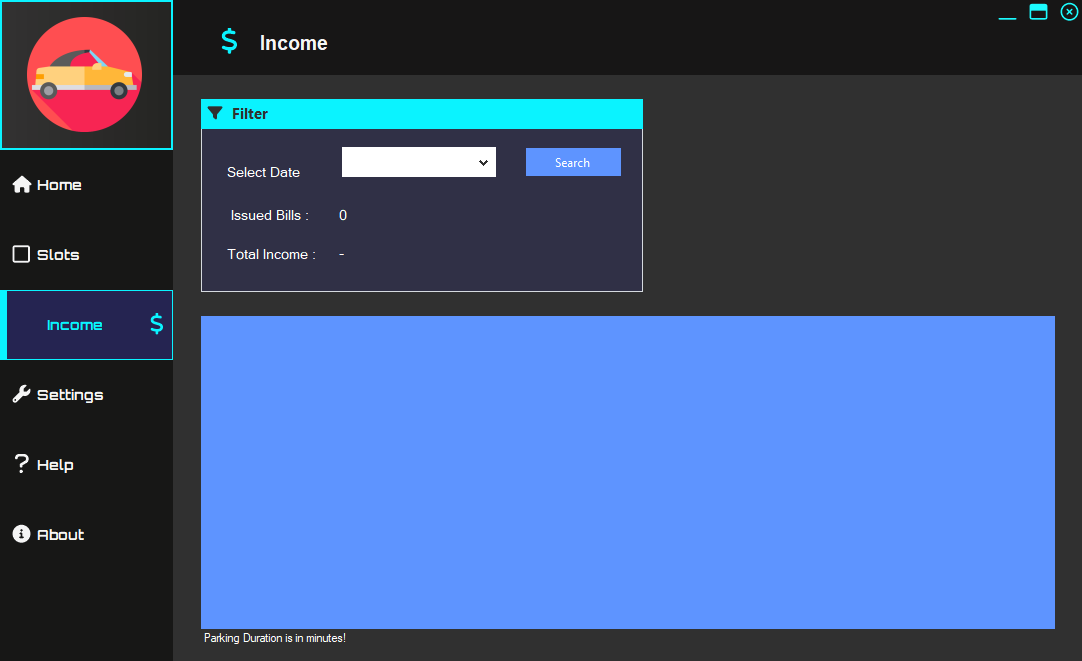 Income
Filter
Select Date
Search
Issued Bills : 0
Total Income : -
Home
Slots
Income
Settings
Help
About
Parking Duration is in minutes!